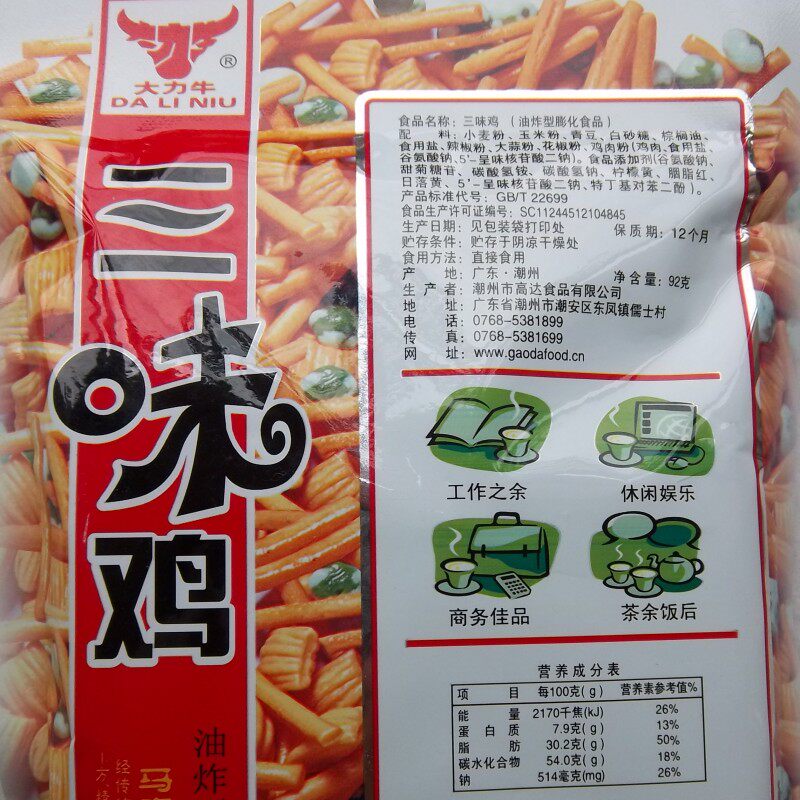 大力牛
DA LI NIU
®
三味鸡
油炸
食品名称：三味鸡 （油炸型膨化食品）
配 料：小麦粉、玉米粉、青豆、白砂糖、棕榈油、
食用盐、辣椒粉、大蒜粉、花椒粉、鸡肉粉(鸡肉、食用盐、
谷氨酸钠、5'-呈味核苷酸二钠)。食品添加剂(谷氨酸钠、
甜菊糖苷、碳酸氢铵、碳酸氢钠、柠檬黄、胭脂红、
日落黄、5'-呈味核苷酸二钠、特丁基对苯二酚)。
产品标准代号：GB/T 22699
食品生产许可证编号：SC11244512104845
生产日期：见包装袋打印处 保质期：12个月
贮存条件：贮存于阴凉干燥处
食用方法：直接食用
产 地：广东·潮州 净含量：92克
生 产 者：潮州市高达食品有限公司
地 址：广东省潮州市潮安区东凤镇儒士村
电 话：0768-5381899
传 真：0768-5381699
网 址：www.gaodafood.cn
工作之余 休闲娱乐
商务佳品 茶余饭后
营养成分表
项 目 每100克(g) 营养素参考值%
能 量 2170千焦(kJ) 26%
蛋 白 质 7.9克(g) 13%
脂 肪 30.2克(g) 50%
碳水化合物 54.0克(g) 18%
钠 514毫克(mg) 26%